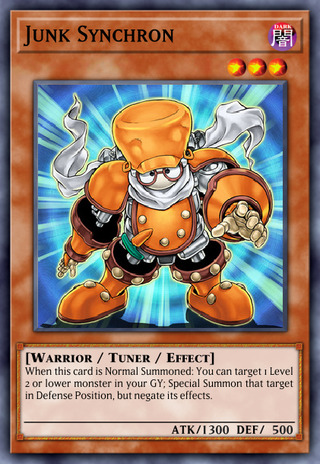 Junk Synchron
DARK
闇
[Warrior / Tuner / Effect]
When this card is Normal Summoned: You can target 1 Level
2 or lower monster in your GY; Special Summon that target
in Defense Position, but negate its effects.
ATK/1300 DEF/ 500